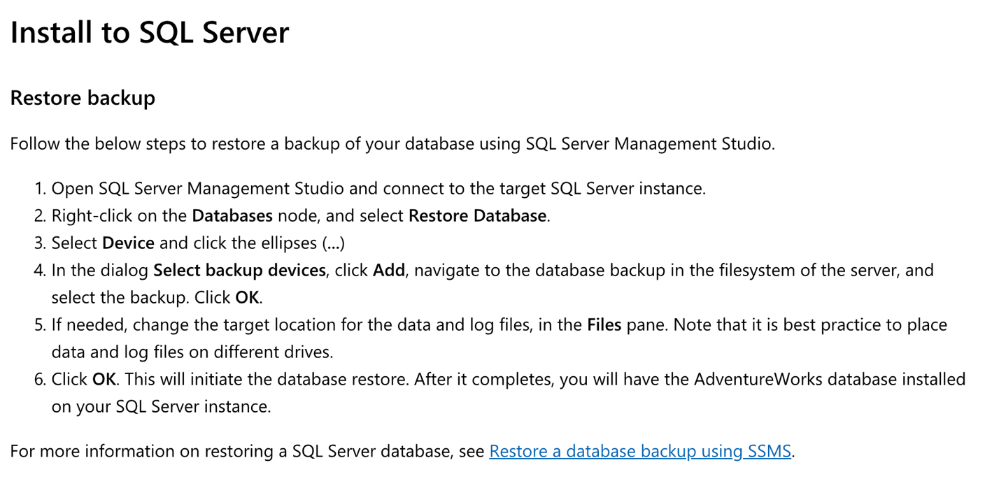 Install to SQL Server
Restore backup
Follow the below steps to restore a backup of your database using SQL Server Management Studio.
1. Open SQL Server Management Studio and connect to the target SQL Server instance.
2. Right-click on the Databases node, and select Restore Database.
3. Select Device and click the ellipses (...)
4. In the dialog Select backup devices, click Add, navigate to the database backup in the filesystem of the server, and
select the backup. Click OK.
5. If needed, change the target location for the data and log files, in the Files pane. Note that it is best practice to place
data and log files on different drives.
6. Click OK. This will initiate the database restore. After it completes, you will have the AdventureWorks database installed
on your SQL Server instance.
For more information on restoring a SQL Server database, see Restore a database backup using SSMS.